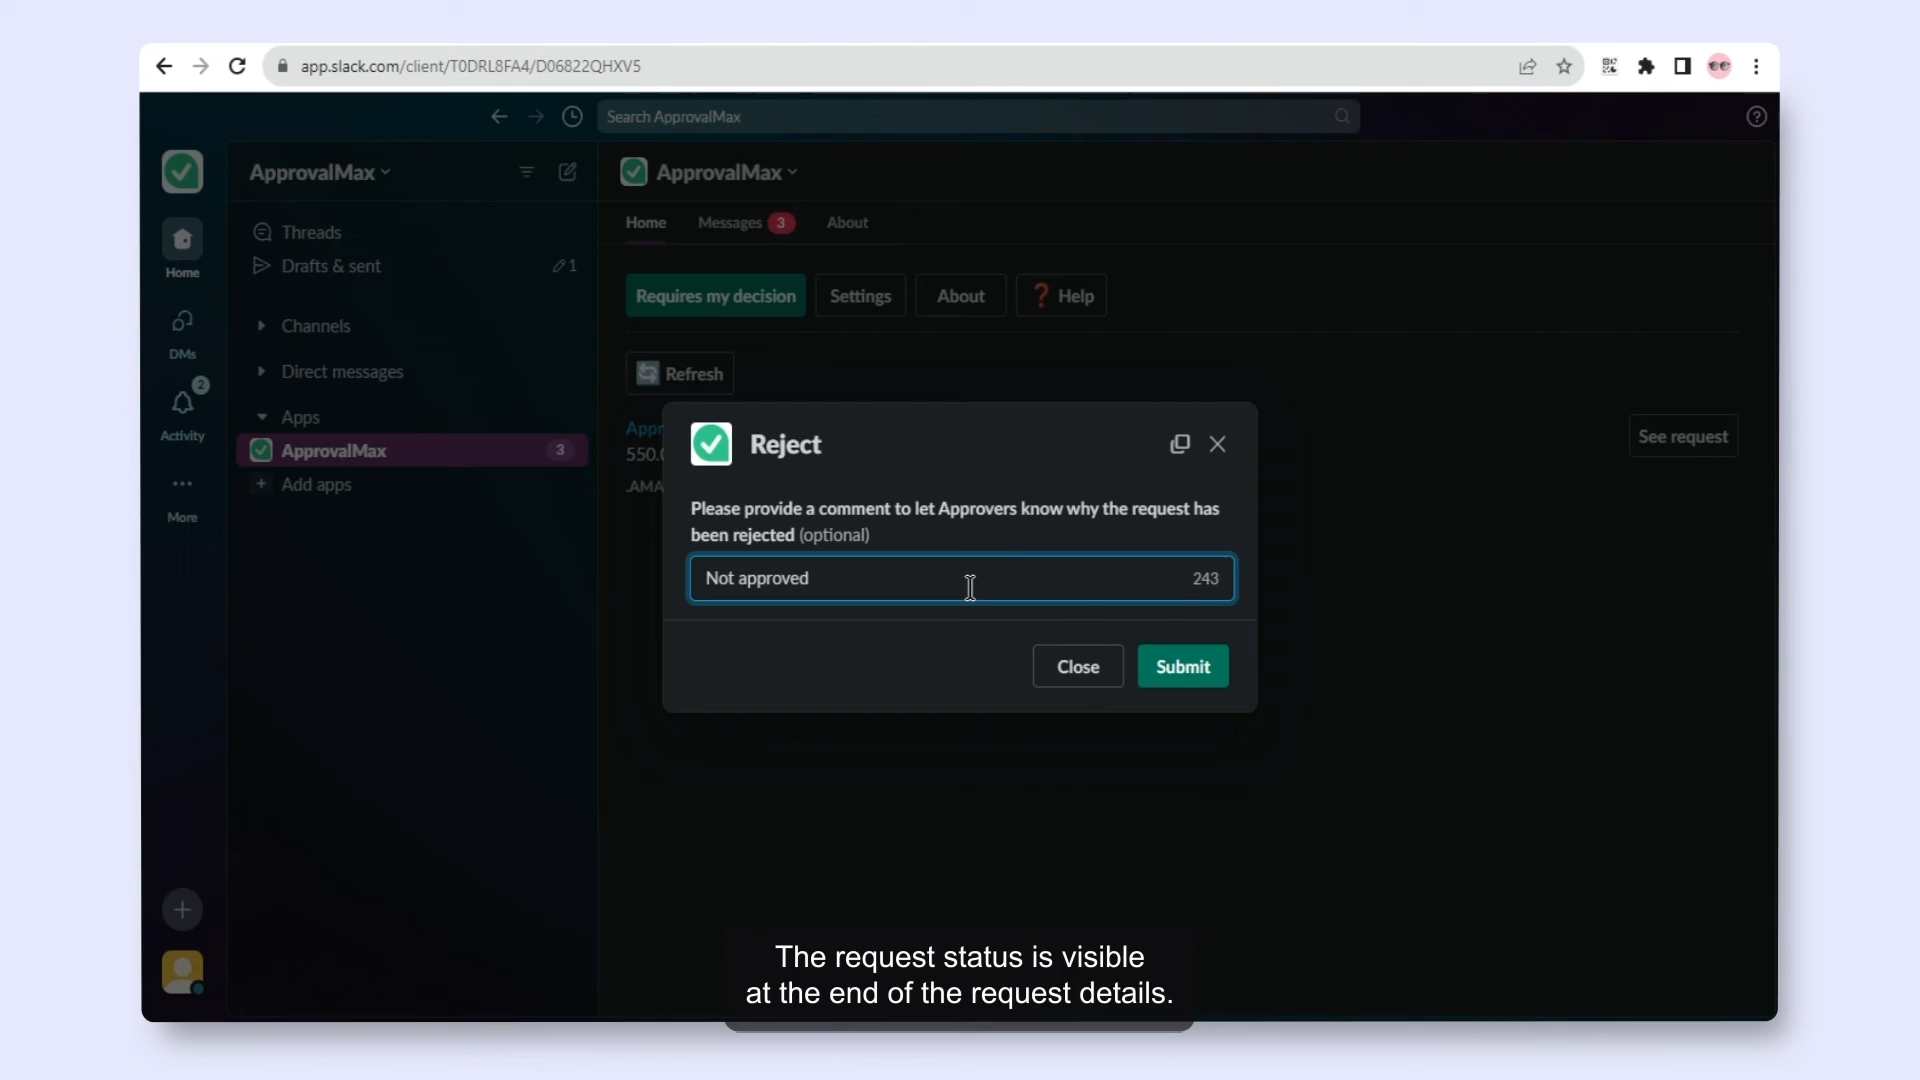 app.slack.com/client/T0DRL8FA4/D06822QHXV5
Search ApprovalMax
ApprovalMax
ApprovalMax
Home
Messages 3
About
Threads
Drafts & sent
1
Home
Requires my decision
Settings
About
❓ Help
DMs
Channels
Direct messages
Refresh
2
Activity
Apps
ApprovalMax 3
Add apps
More
See request
Reject
Please provide a comment to let Approvers know why the request has
been rejected (optional)
Not approved
243
Close
Submit
The request status is visible
at the end of the request details.